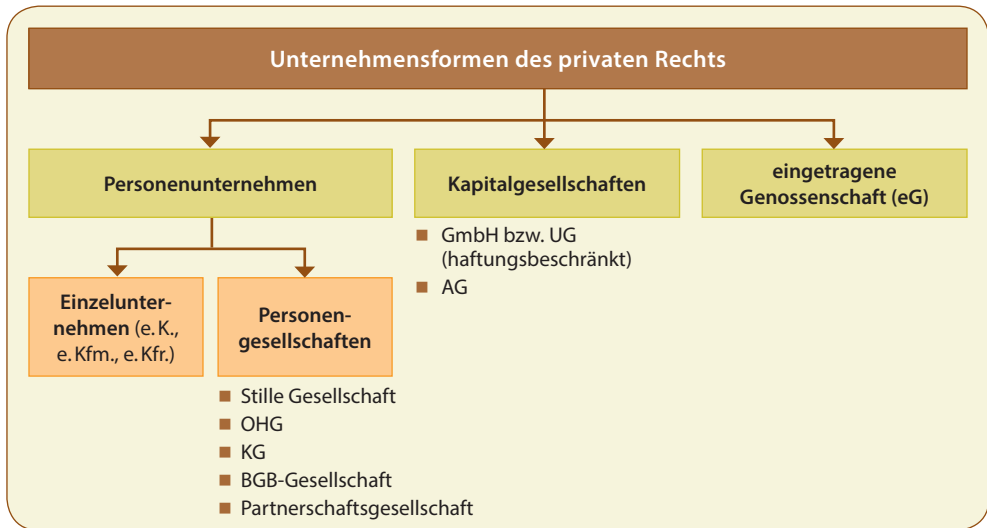 Unternehmensformen des privaten Rechts
Personenunternehmen
Kapitalgesellschaften
eingetragene
Genossenschaft (eG)
■ GmbH bzw. UG
(haftungsbeschränkt)
■ AG
Einzelunter-
nehmen (e. K.,
e. Kfm., e. Kfr.)
Personen-
gesellschaften
■ Stille Gesellschaft
■ OHG
■ KG
■ BGB-Gesellschaft
■ Partnerschaftsgesellschaft